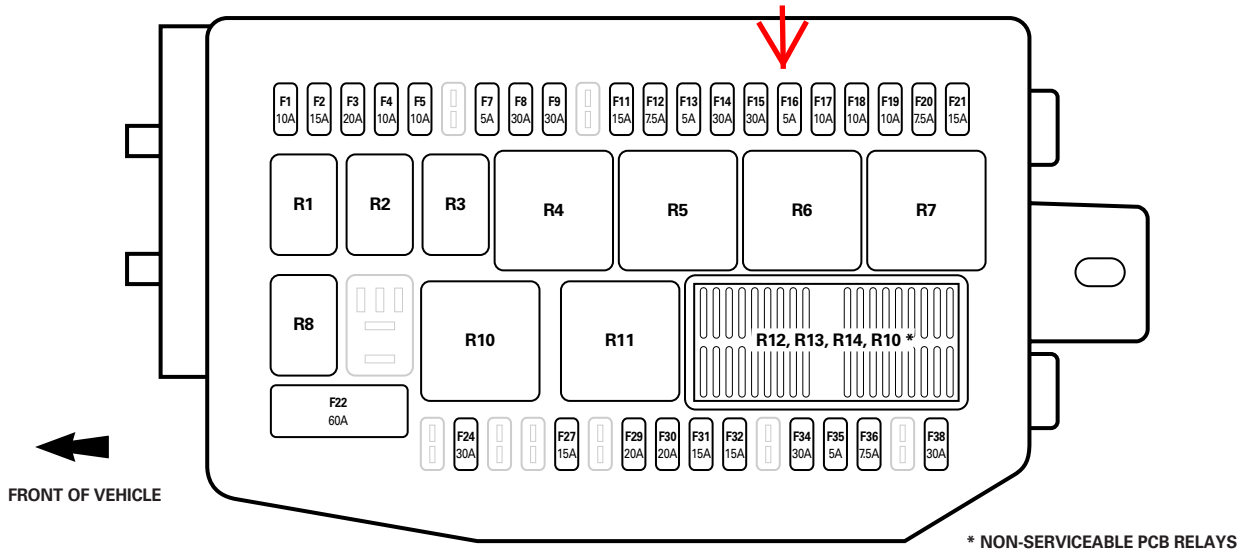 F1 F2 F3 F4 F5 F7 F8 F9 F11 F12 F13 F14 F15 F16 F17 F18 F19 F20 F21
10A 15A 20A 10A 10A 5A 30A 30A 15A 7.5A 5A 30A 30A 5A 10A 10A 10A 7.5A 15A
R1 R2 R3 R4 R5 R6 R7
R8 R10 R11 R12, R13, R14, R10 *
F22
60A
F24 F27 F29 F30 F31 F32 F34 F35 F36 F38
30A 15A 20A 20A 15A 15A 30A 5A 7.5A 30A
FRONT OF VEHICLE
* NON-SERVICEABLE PCB RELAYS